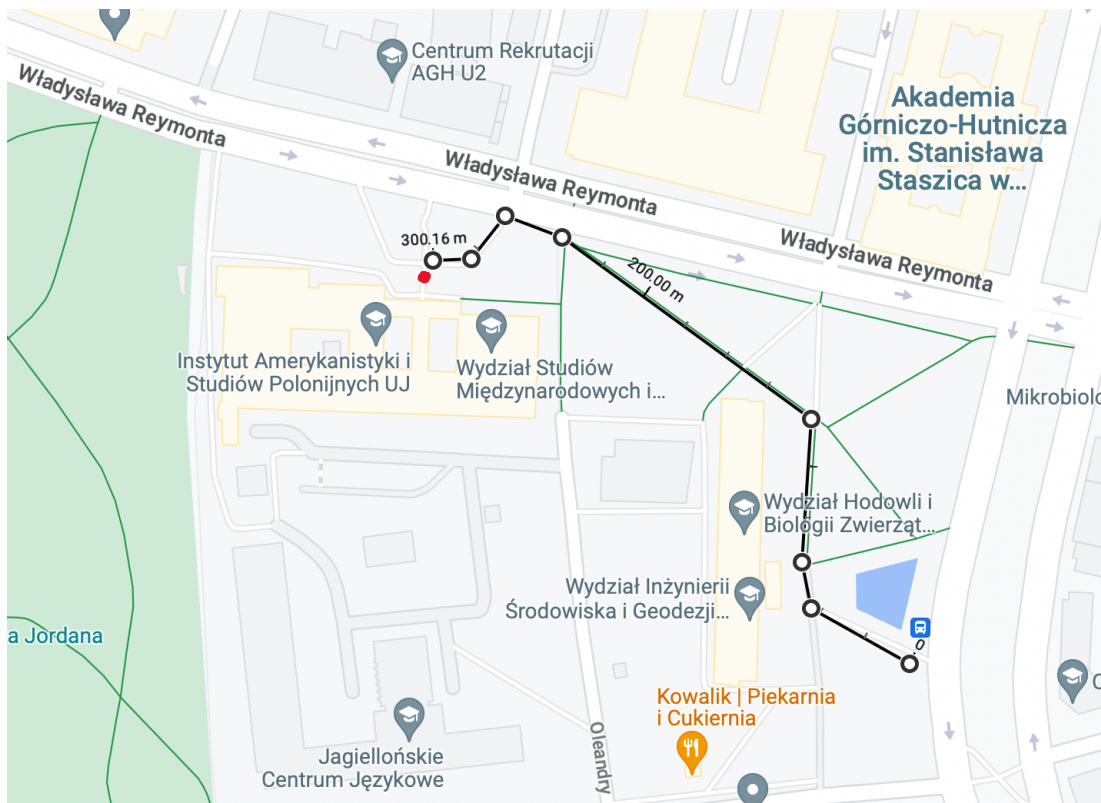 Centrum Rekrutacji
AGH U2
Władysława Reymonta
Akademia
Górniczo-Hutnicza
im. Stanisława
Staszica w...
Władysława Reymonta
Władysława Reymonta
300.16 m
200.00 m
Instytut Amerykanistyki i
Studiów Polonijnych UJ
Wydział Studiów
Międzynarodowych i...
Mikrobiolo
Wydział Hodowli i
Biologii Zwierząt...
Wydział Inżynierii
Środowiska i Geodezji...
a Jordana
0
Kowalik | Piekarnia
i Cukiernia
Oleandry
Jagiellońskie
Centrum Językowe